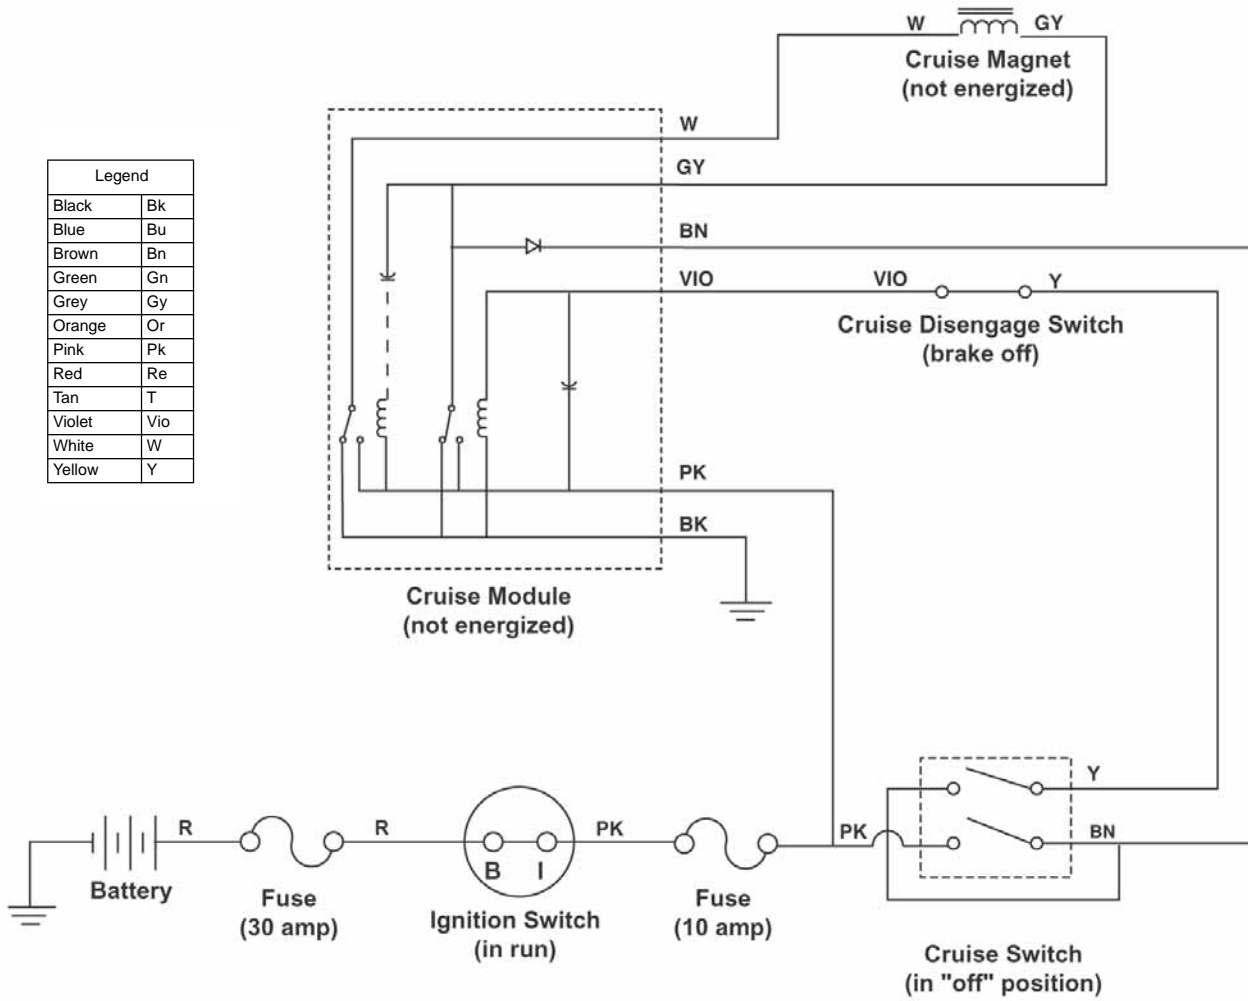 W
GY
Cruise Magnet
(not energized)
W
GY
BN
VIO
VIO
Y
Cruise Disengage Switch
(brake off)
Legend
Black Bk
Blue Bu
Brown Bn
Green Gn
Grey Gy
Orange Or
Pink Pk
Red Re
Tan T
Violet Vio
White W
Yellow Y
PK
BK
Cruise Module
(not energized)
R
Battery
Fuse
(30 amp)
R
B I
Ignition Switch
(in run)
PK
Fuse
(10 amp)
PK
Y
BN
Cruise Switch
(in "off" position)